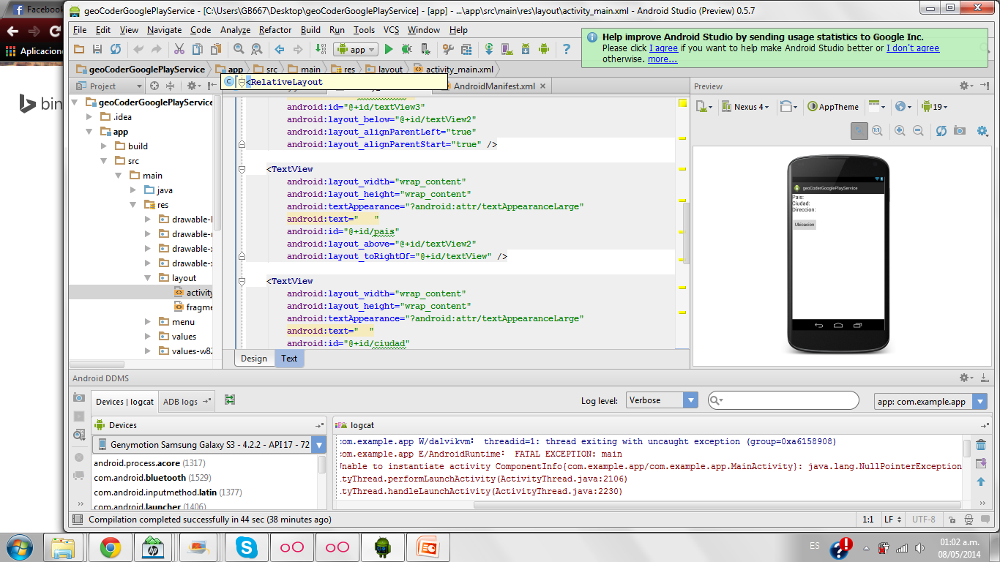 Facebook
Aplicacione
bin
geoCoderGooglePlayService - [C:\Users\GB667\Desktop\geoCoderGooglePlayService] - [app] - ...\app\src\main\res\layout\activity_main.xml - Android Studio (Preview) 0.5.7
File Edit View Navigate Code Analyze Refactor Build Run Tools VCS Window Help
app
Help improve Android Studio by sending usage statistics to Google Inc.
Please click I agree if you want to help make Android Studio better or I don't agree
otherwise. more...
geoCoderGooglePlayService app src main res layout activity_main.xml
Project
<RelativeLayout
AndroidManifest.xml
geoCoderGooglePlayService
.idea
app
build
src
main
java
res
drawable-
drawable-
drawable-x
drawable-x
layout
activity
fragme
menu
values
values-w82
android:id="@+id/textView3"
android:layout_below="@+id/textView2"
android:layout_alignParentLeft="true"
android:layout_alignParentStart="true" />
<TextView
android:layout_width="wrap_content"
android:layout_height="wrap_content"
android:textAppearance="?android:attr/textAppearanceLarge"
android:text="   "
android:id="@+id/pais"
android:layout_above="@+id/textView2"
android:layout_toRightOf="@+id/textView" />
<TextView
android:layout_width="wrap_content"
android:layout_height="wrap_content"
android:textAppearance="?android:attr/textAppearanceLarge"
android:text="  "
android:id="@+id/ciudad"
Design Text
Preview
Nexus 4 AppTheme 19
1:1
geoCoderGooglePlayService
Pais:
Ciudad:
Direccion:
Ubicacion
Android DDMS
Devices | logcat ADB logs
Log level: Verbose app: com.example.app
Devices
Genymotion Samsung Galaxy S3 - 4.2.2 - API 17 - 72
android.process.acore (1317)
com.android.bluetooth (1529)
com.android.inputmethod.latin (1377)
com.android.launcher (1406)
logcat
com.example.app W/dalvikvm: threadid=1: thread exiting with uncaught exception (group=0xa6158908)
com.example.app E/AndroidRuntime: FATAL EXCEPTION: main
Unable to instantiate activity ComponentInfo{com.example.app/com.example.app.MainActivity}: java.lang.NullPointerException
tyThread.performLaunchActivity(ActivityThread.java:2106)
tyThread.handleLaunchActivity(ActivityThread.java:2230)
Compilation completed successfully in 44 sec (38 minutes ago)
1:1 LF UTF-8
ES
01:02 a.m.
08/05/2014